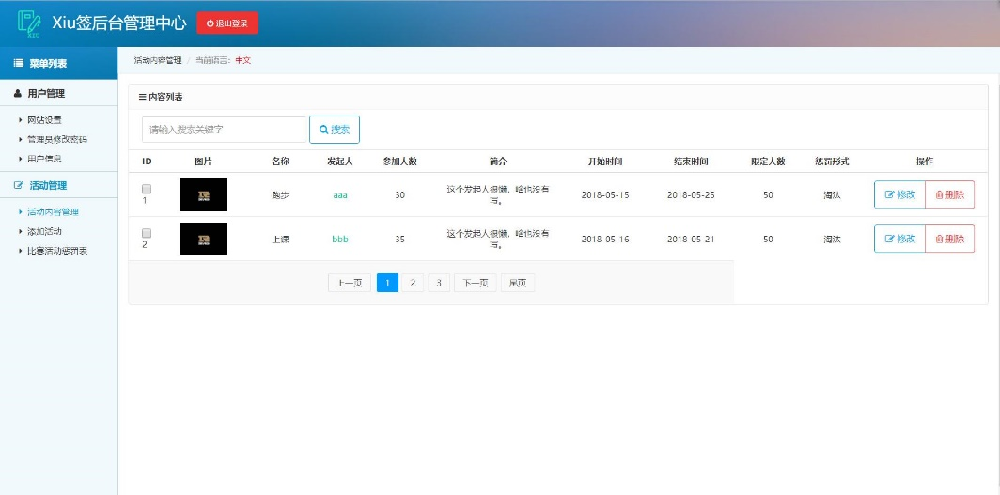 Xiu签后台管理中心 退出登录
XIU
菜单列表
活动内容管理 / 当前语言：中文
用户管理
网站设置
管理员修改密码
用户信息
活动管理
活动内容管理
添加活动
比赛活动惩罚表
内容列表
请输入搜索关键字 搜索
ID 图片 名称 发起人 参加人数 简介 开始时间 结束时间 限定人数 惩罚形式 操作
1 跑步 aaa 30 这个发起人很懒，啥也没有写。 2018-05-15 2018-05-25 50 淘汰 修改 删除
2 上课 bbb 35 这个发起人很懒，啥也没有写。 2018-05-16 2018-05-21 50 淘汰 修改 删除
上一页 1 2 3 下一页 尾页